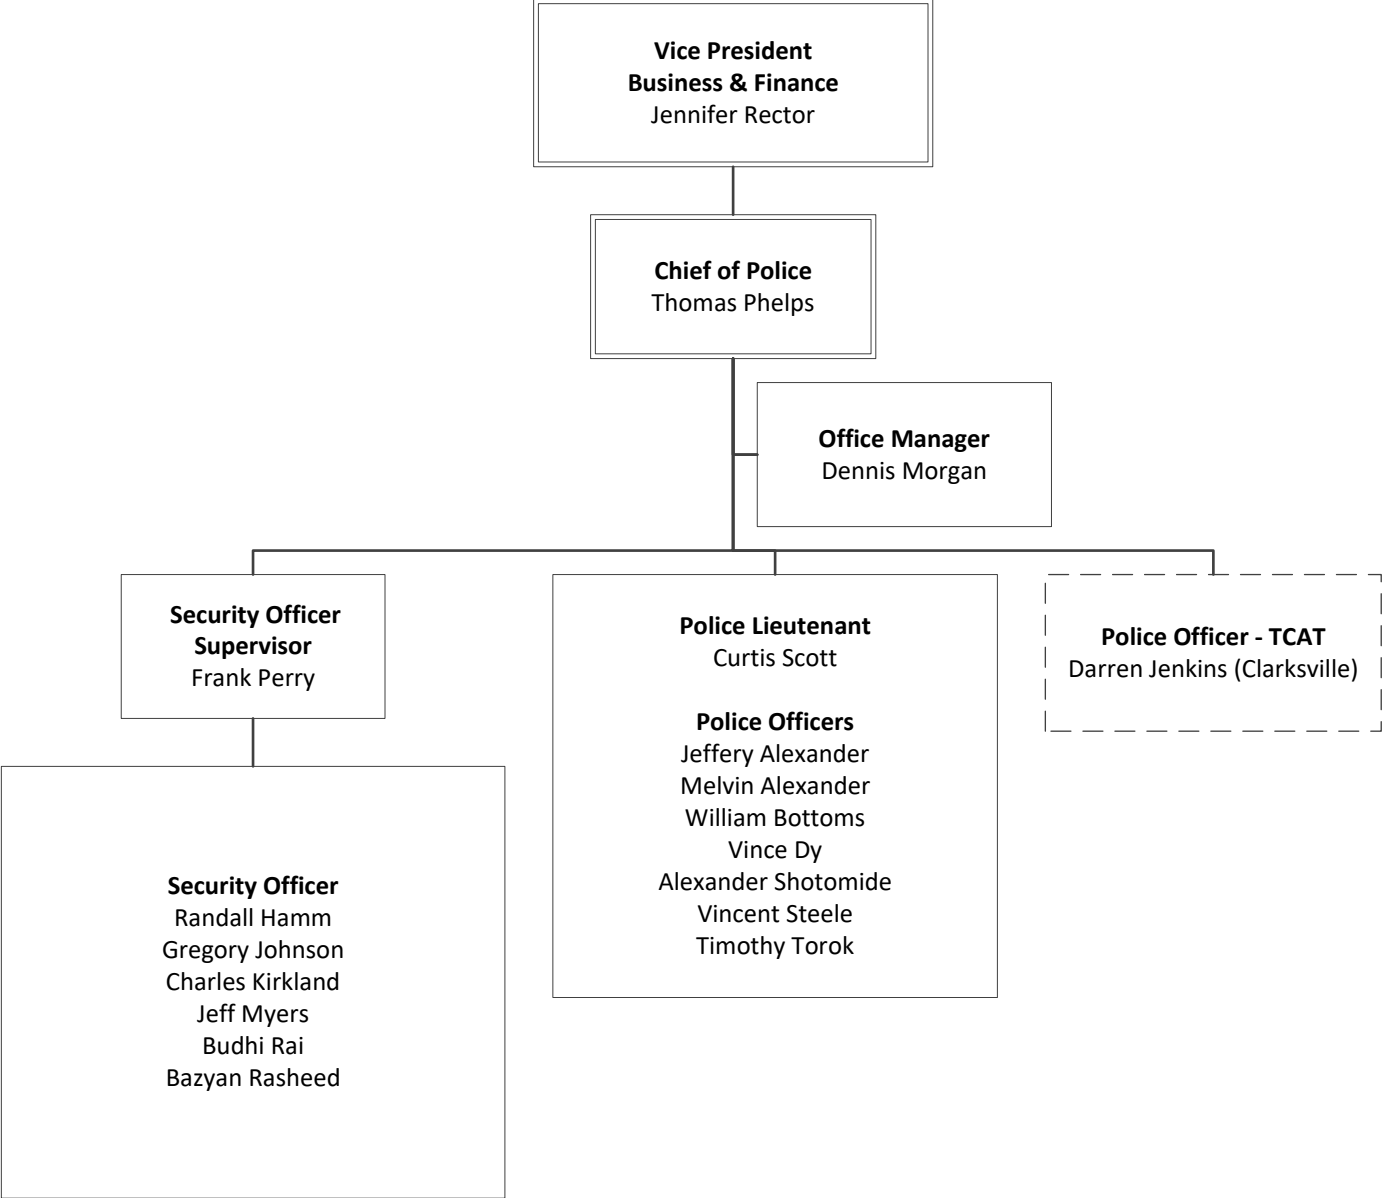 Vice President
Business & Finance
Jennifer Rector
Chief of Police
Thomas Phelps
Office Manager
Dennis Morgan
Security Officer
Supervisor
Frank Perry
Police Lieutenant
Curtis Scott
Police Officers
Jeffery Alexander
Melvin Alexander
William Bottoms
Vince Dy
Alexander Shotomide
Vincent Steele
Timothy Torok
Police Officer - TCAT
Darren Jenkins (Clarksville)
Security Officer
Randall Hamm
Gregory Johnson
Charles Kirkland
Jeff Myers
Budhi Rai
Bazyan Rasheed